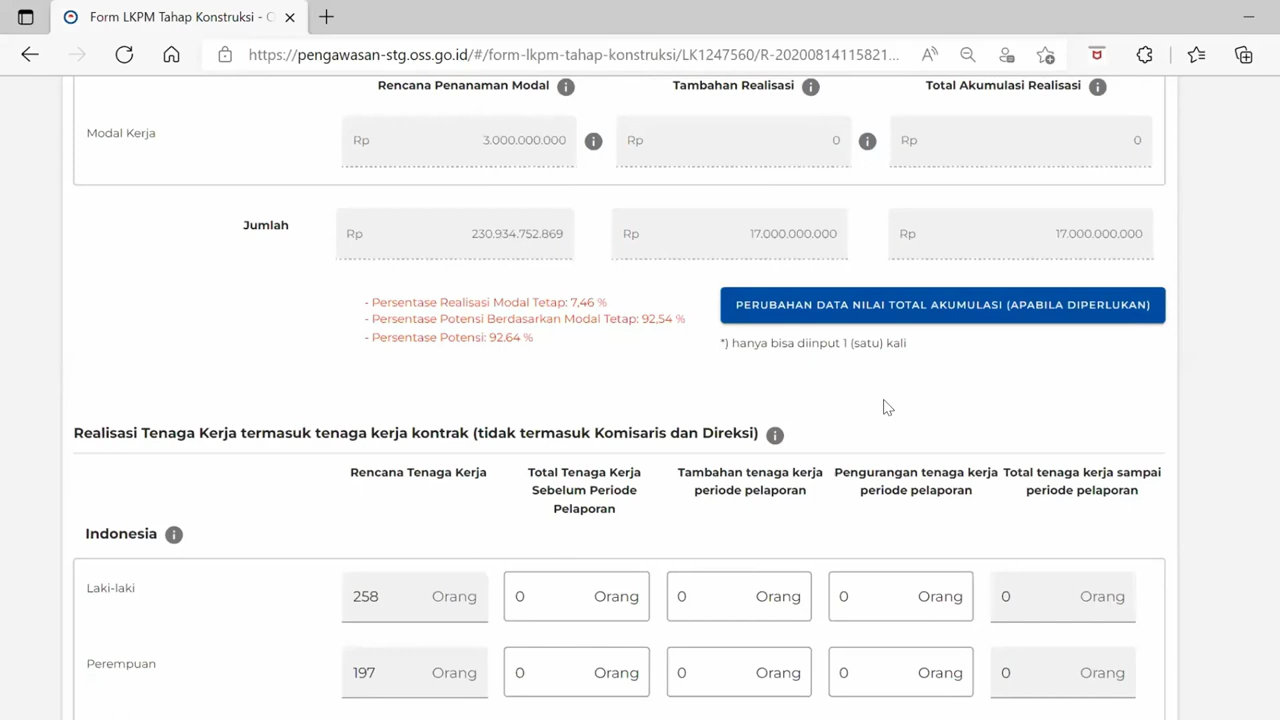 Form LKPM Tahap Konstruksi - O
https://pengawasan-stg.oss.go.id/#/form-lkpm-tahap-konstruksi/LK1247560/R-20200814115821...
Rencana Penanaman Modal
Tambahan Realisasi
Total Akumulasi Realisasi
Modal Kerja
Rp 3.000.000.000
Rp 0
Rp 0
Jumlah
Rp 230.934.752.869
Rp 17.000.000.000
Rp 17.000.000.000
- Persentase Realisasi Modal Tetap: 7,46 %
- Persentase Potensi Berdasarkan Modal Tetap: 92,54 %
- Persentase Potensi: 92.64 %
PERUBAHAN DATA NILAI TOTAL AKUMULASI (APABILA DIPERLUKAN)
*) hanya bisa diinput 1 (satu) kali
Realisasi Tenaga Kerja termasuk tenaga kerja kontrak (tidak termasuk Komisaris dan Direksi)
Rencana Tenaga Kerja
Total Tenaga Kerja
Sebelum Periode
Pelaporan
Tambahan tenaga kerja
periode pelaporan
Pengurangan tenaga kerja
periode pelaporan
Total tenaga kerja sampai
periode pelaporan
Indonesia
Laki-laki
258 Orang
0 Orang
0 Orang
0 Orang
0 Orang
Perempuan
197 Orang
0 Orang
0 Orang
0 Orang
0 Orang